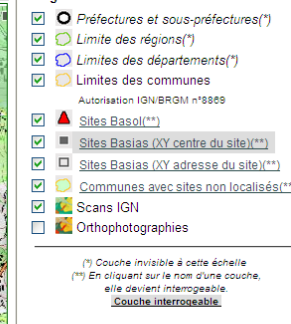 Préfectures et sous-préfectures(*)
Limite des régions(*)
Limites des départements(*)
Limites des communes
Autorisation IGN/BRGM n°8869
Sites Basol(**)
Sites Basias (XY centre du site)(**)
Sites Basias (XY adresse du site)(**)
Communes avec sites non localisés(**
Scans IGN
Orthophotographies
(*) Couche invisible à cette échelle
(**) En cliquant sur le nom d'une couche,
elle devient interrogeable.
Couche interrogeable